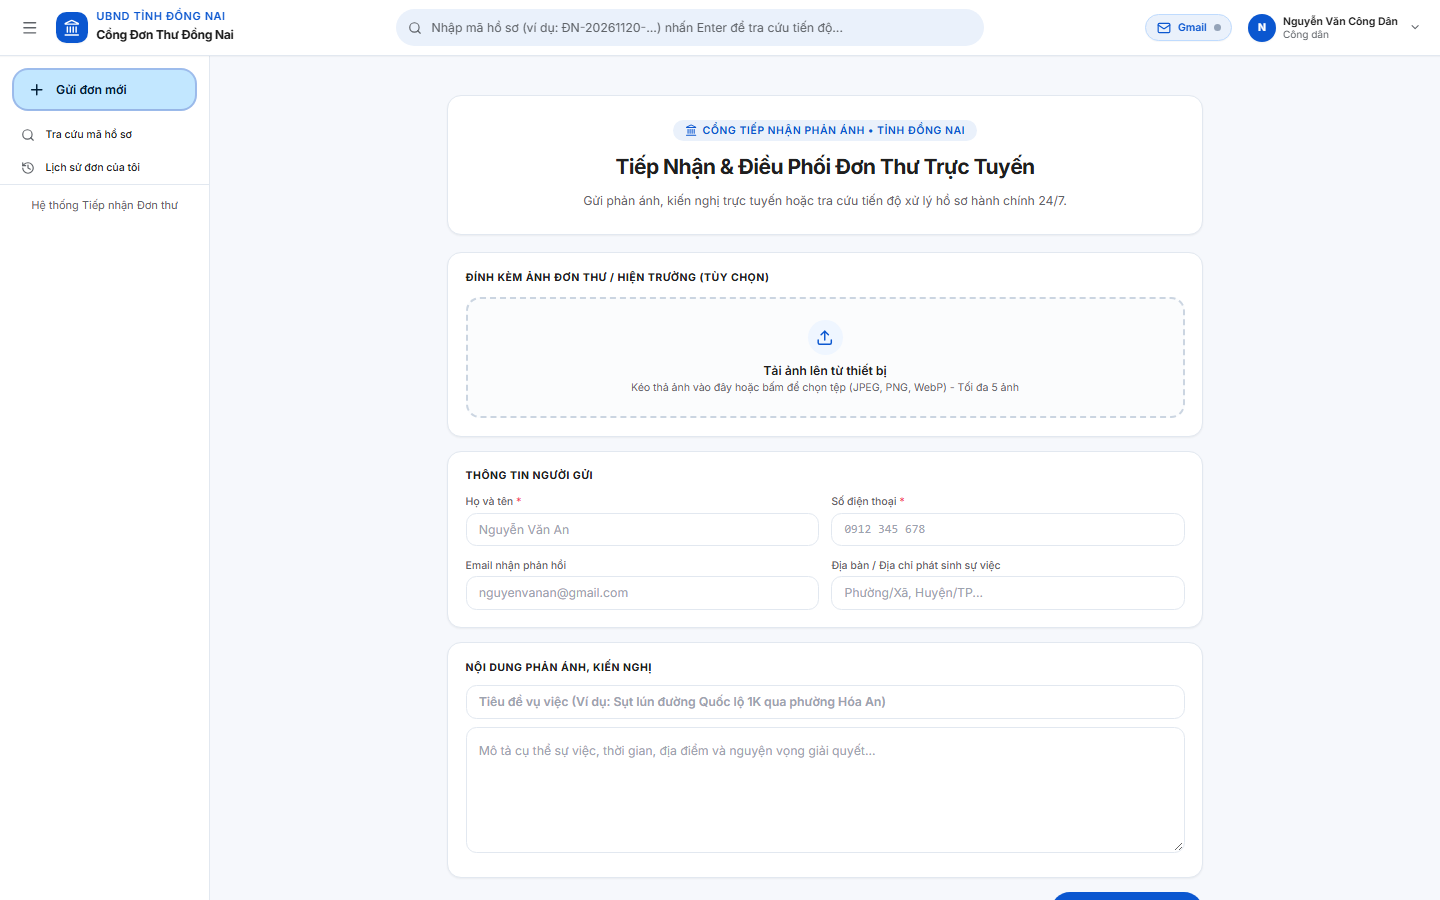 UBND TỈNH ĐỒNG NAI
Cổng Đơn Thư Đồng Nai
Nhập mã hồ sơ (ví dụ: ĐN-20261120-...) nhấn Enter để tra cứu tiến độ...
Gmail
N
Nguyễn Văn Công Dân
Công dân
Gửi đơn mới
Tra cứu mã hồ sơ
Lịch sử đơn của tôi
Hệ thống Tiếp nhận Đơn thư
CỔNG TIẾP NHẬN PHẢN ÁNH • TỈNH ĐỒNG NAI
Tiếp Nhận & Điều Phối Đơn Thư Trực Tuyến
Gửi phản ánh, kiến nghị trực tuyến hoặc tra cứu tiến độ xử lý hồ sơ hành chính 24/7.
ĐÍNH KÈM ẢNH ĐƠN THƯ / HIỆN TRƯỜNG (TÙY CHỌN)
Tải ảnh lên từ thiết bị
Kéo thả ảnh vào đây hoặc bấm để chọn tệp (JPEG, PNG, WebP) - Tối đa 5 ảnh
THÔNG TIN NGƯỜI GỬI
Họ và tên *
Số điện thoại *
Nguyễn Văn An
0912 345 678
Email nhận phản hồi
Địa bàn / Địa chỉ phát sinh sự việc
nguyenvanan@gmail.com
Phường/Xã, Huyện/TP...
NỘI DUNG PHẢN ÁNH, KIẾN NGHỊ
Tiêu đề vụ việc (Ví dụ: Sụt lún đường Quốc lộ 1K qua phường Hóa An)
Mô tả cụ thể sự việc, thời gian, địa điểm và nguyện vọng giải quyết...